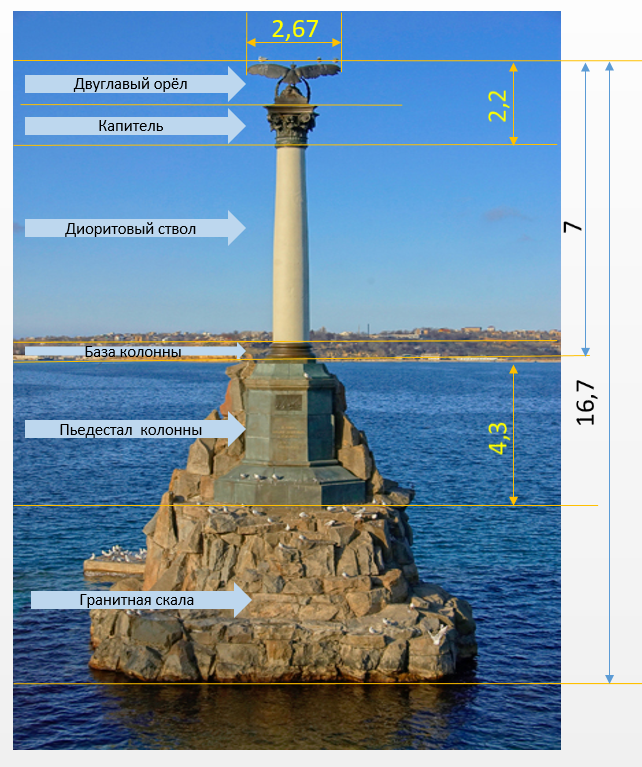 2,67
Двуглавый орёл
2,2
Капитель
Диоритовый ствол
7
База колонны
16,7
Пьедестал колонны
4,3
Гранитная скала